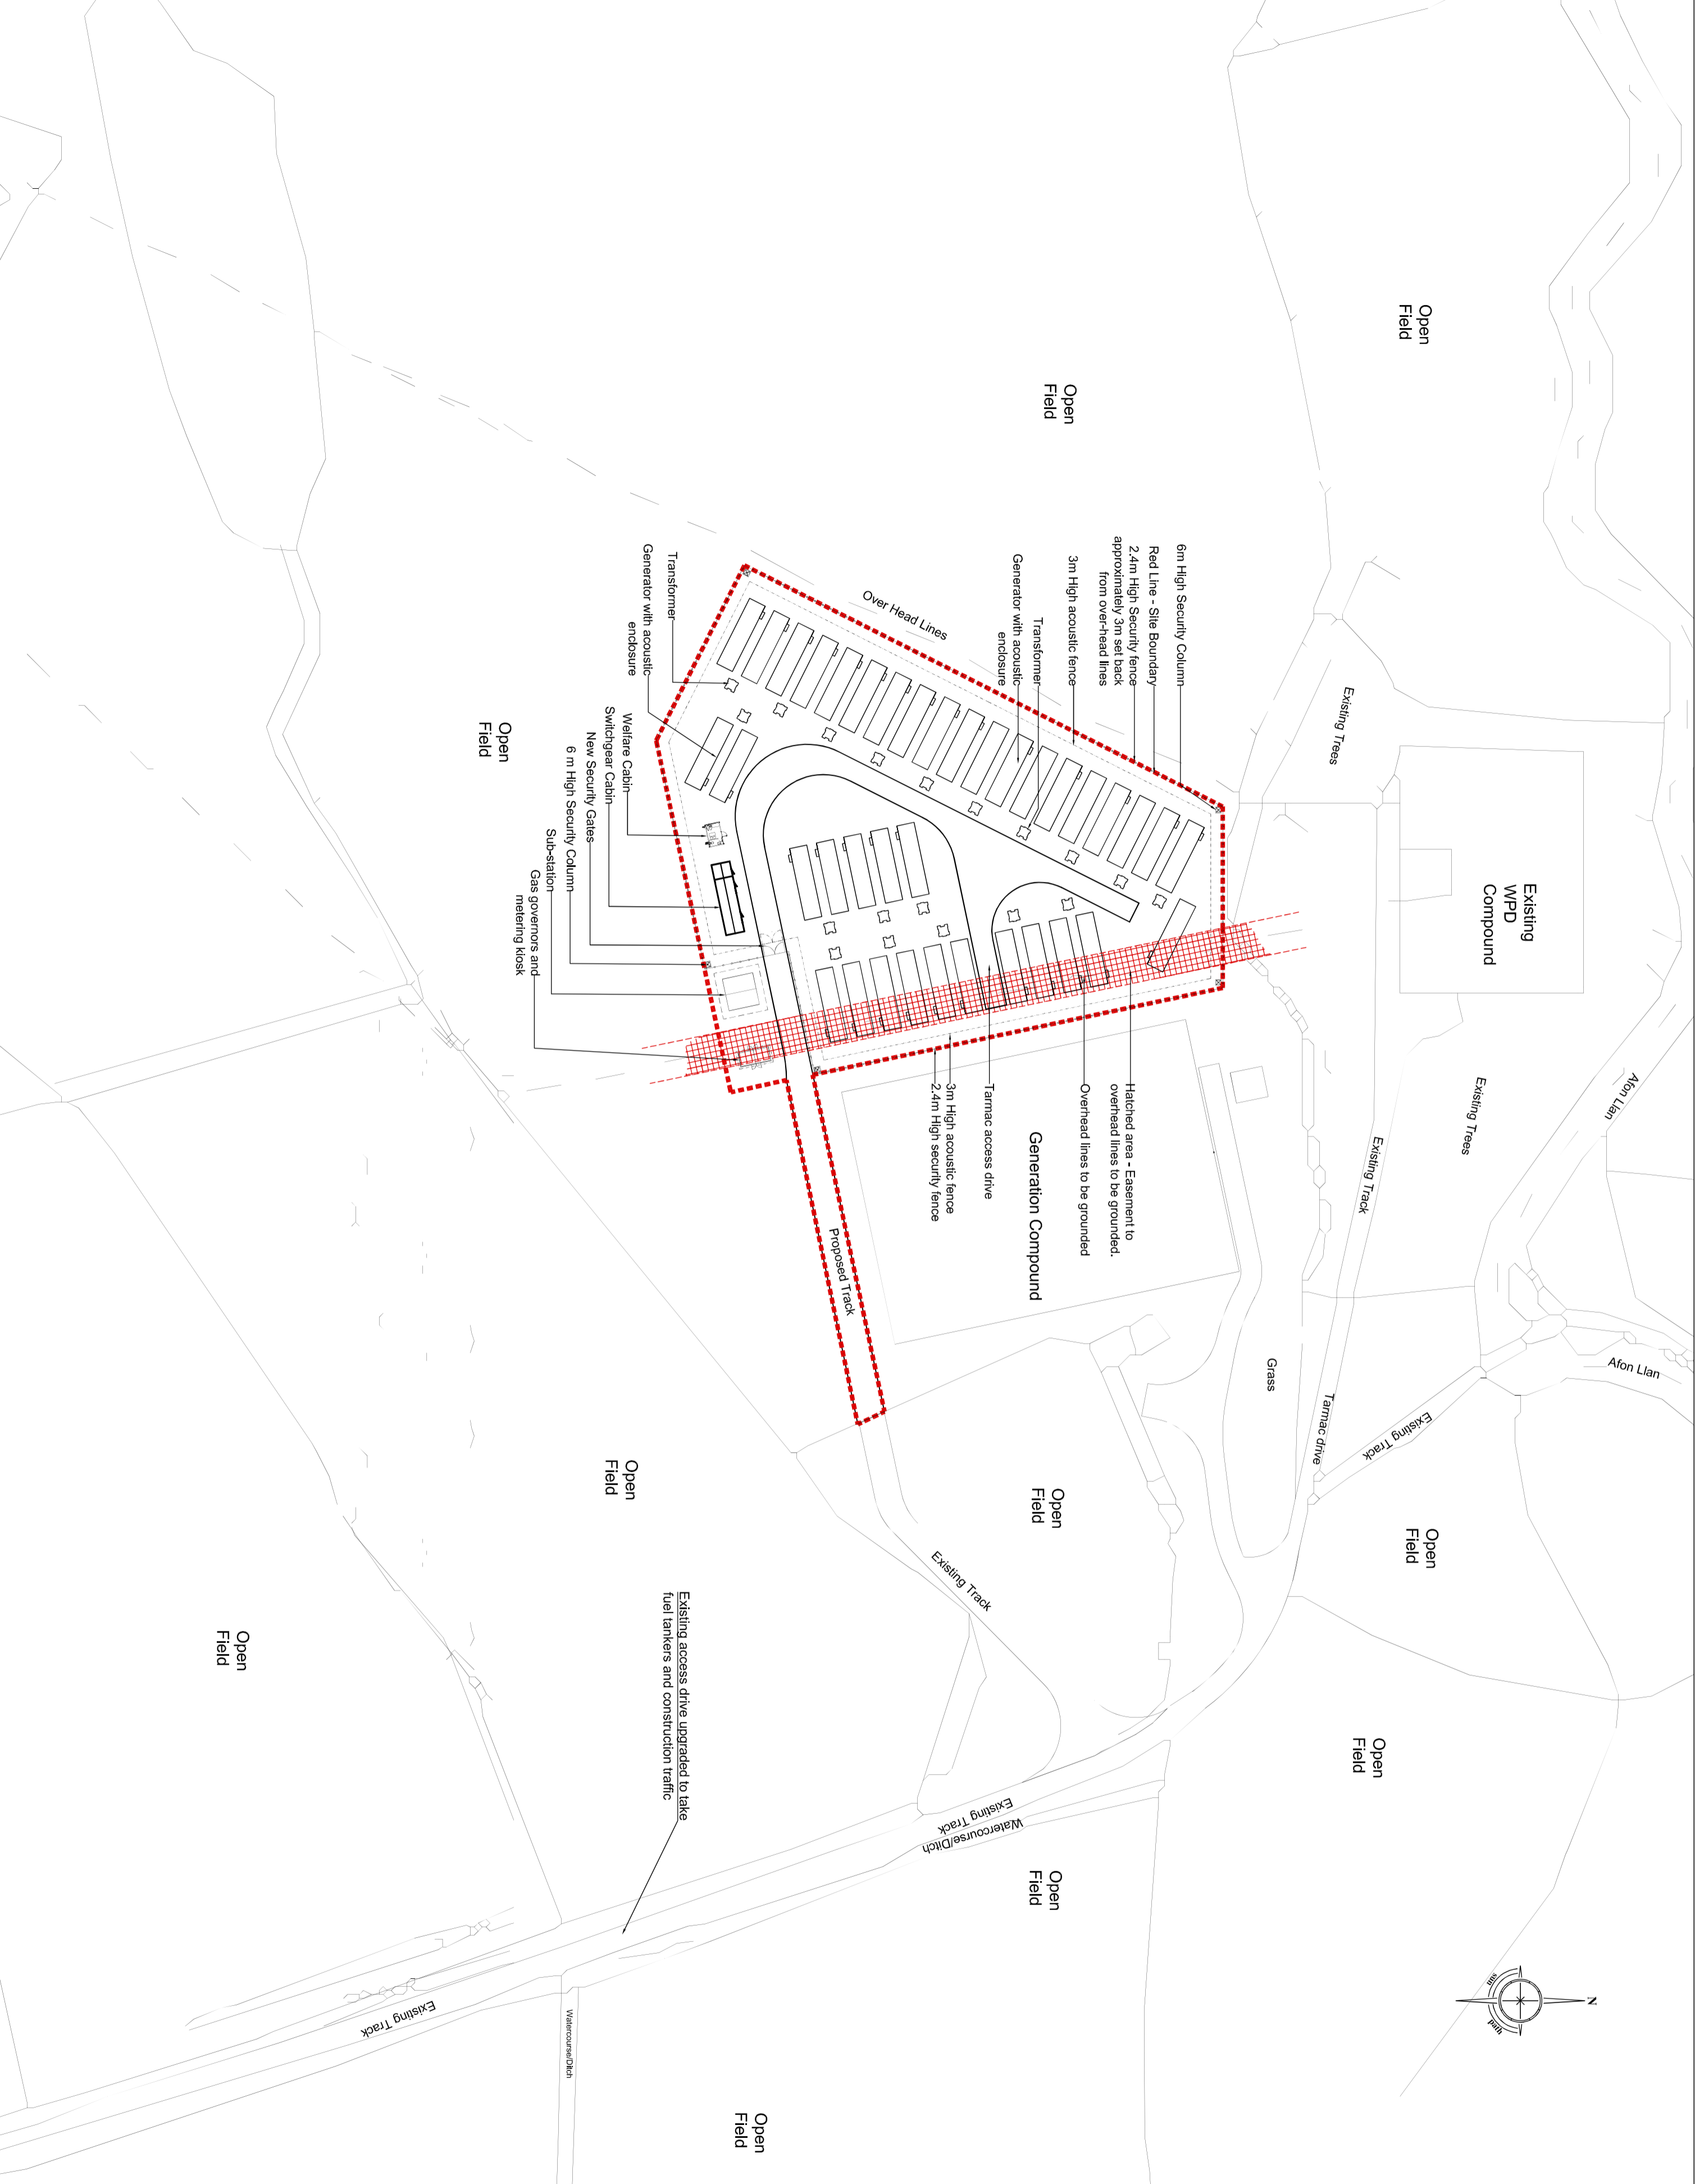 Open
Field
Open
Field
6m High Security Column
Red Line - Site Boundary
2.4m High Security fence
approximately 3m set back
from over-head lines
3m High acoustic fence
Transformer
Generator with acoustic
enclosure
Over Head Lines
Transformer
Generator with acoustic
enclosure
Open
Field
Welfare Cabin
Switchgear Cabin
New Security Gates
6 m High Security Column
Sub-station
Gas governors and
metering kiosk
Existing Trees
Existing
WPD
Compound
Existing Trees
Afon Llan
Existing Track
Hatched area - Easement to
overhead lines to be grounded.
Overhead lines to be grounded
Generation Compound
Tarmac access drive
3m High acoustic fence
2.4m High security fence
Proposed Track
Afon Llan
Grass
Tarmac drive
Existing Track
Open
Field
Open
Field
Open
Field
Existing Track
Existing access drive upgraded to take
fuel tankers and construction traffic
Open
Field
Open
Field
Existing Track
Watercourse/Ditch
Open
Field
Existing Track
Watercourse/Ditch
Open
Field
N
sun
path